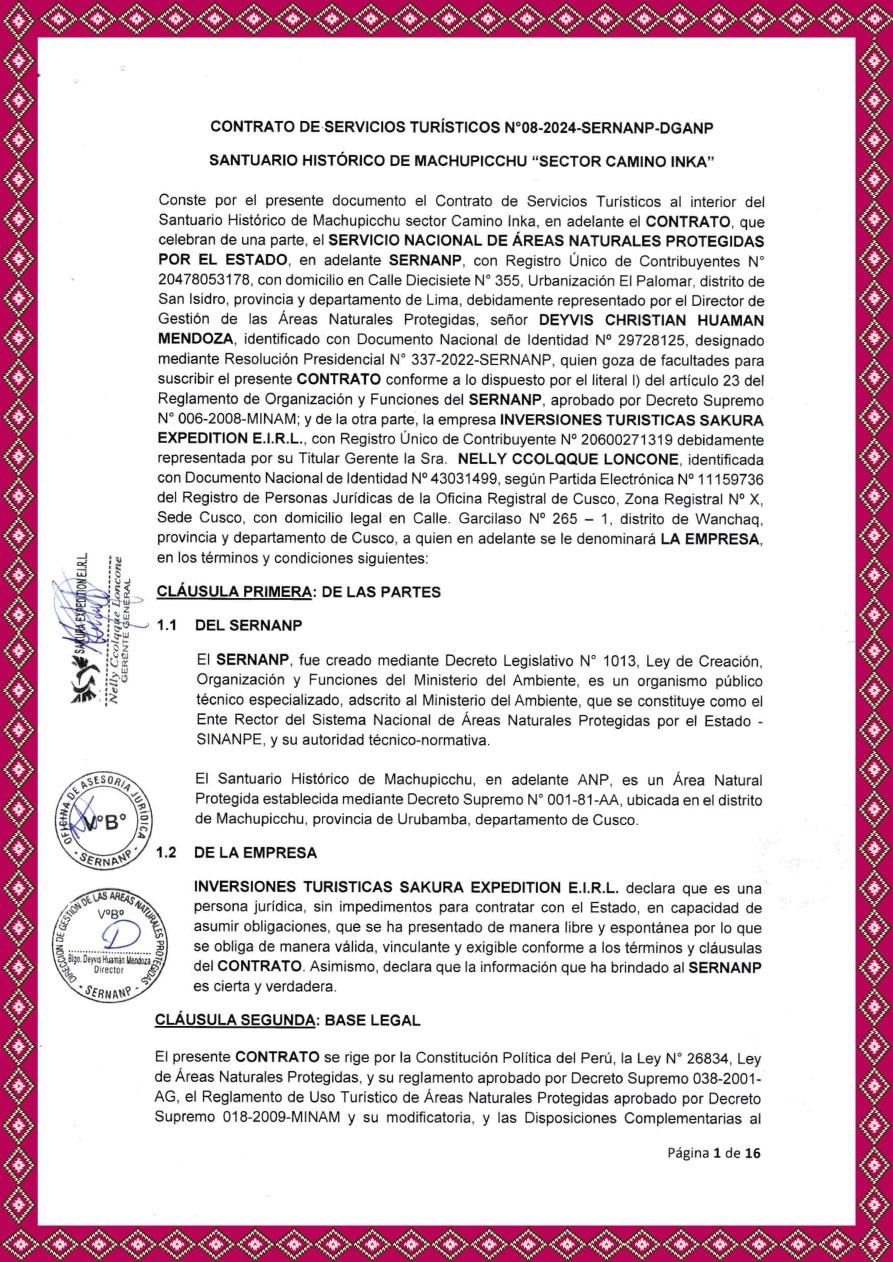 CONTRATO DE SERVICIOS TURÍSTICOS N°08-2024-SERNANP-DGANP
SANTUARIO HISTÓRICO DE MACHUPICCHU “SECTOR CAMINO INKA”
Conste por el presente documento el Contrato de Servicios Turísticos al interior del
Santuario Histórico de Machupicchu sector Camino Inka, en adelante el CONTRATO, que
celebran de una parte, el SERVICIO NACIONAL DE ÁREAS NATURALES PROTEGIDAS
POR EL ESTADO, en adelante SERNANP, con Registro Único de Contribuyentes N°
20478053178, con domicilio en Calle Diecisiete N° 355, Urbanización El Palomar, distrito de
San Isidro, provincia y departamento de Lima, debidamente representado por el Director de
Gestión de las Áreas Naturales Protegidas, señor DEYVIS CHRISTIAN HUAMAN
MENDOZA, identificado con Documento Nacional de Identidad Nº 29728125, designado
mediante Resolución Presidencial N° 337-2022-SERNANP, quien goza de facultades para
suscribir el presente CONTRATO conforme a lo dispuesto por el literal l) del artículo 23 del
Reglamento de Organización y Funciones del SERNANP, aprobado por Decreto Supremo
N° 006-2008-MINAM; y de la otra parte, la empresa INVERSIONES TURISTICAS SAKURA
EXPEDITION E.I.R.L., con Registro Único de Contribuyente Nº 20600271319 debidamente
representada por su Titular Gerente la Sra. NELLY CCOLQQUE LONCONE, identificada
con Documento Nacional de Identidad Nº 43031499, según Partida Electrónica Nº 11159736
del Registro de Personas Jurídicas de la Oficina Registral de Cusco, Zona Registral Nº X,
Sede Cusco, con domicilio legal en Calle. Garcilaso Nº 265 – 1, distrito de Wanchaq,
provincia y departamento de Cusco, a quien en adelante se le denominará LA EMPRESA,
en los términos y condiciones siguientes:
CLÁUSULA PRIMERA: DE LAS PARTES
1.1 DEL SERNANP
El SERNANP, fue creado mediante Decreto Legislativo N° 1013, Ley de Creación,
Organización y Funciones del Ministerio del Ambiente, es un organismo público
técnico especializado, adscrito al Ministerio del Ambiente, que se constituye como el
Ente Rector del Sistema Nacional de Áreas Naturales Protegidas por el Estado -
SINANPE, y su autoridad técnico-normativa.
El Santuario Histórico de Machupicchu, en adelante ANP, es un Área Natural
Protegida establecida mediante Decreto Supremo N° 001-81-AA, ubicada en el distrito
de Machupicchu, provincia de Urubamba, departamento de Cusco.
1.2 DE LA EMPRESA
INVERSIONES TURISTICAS SAKURA EXPEDITION E.I.R.L. declara que es una
persona jurídica, sin impedimentos para contratar con el Estado, en capacidad de
asumir obligaciones, que se ha presentado de manera libre y espontánea por lo que
se obliga de manera válida, vinculante y exigible conforme a los términos y cláusulas
del CONTRATO. Asimismo, declara que la información que ha brindado al SERNANP
es cierta y verdadera.
CLÁUSULA SEGUNDA: BASE LEGAL
El presente CONTRATO se rige por la Constitución Política del Perú, la Ley N° 26834, Ley
de Áreas Naturales Protegidas, y su reglamento aprobado por Decreto Supremo 038-2001-
AG, el Reglamento de Uso Turístico de Áreas Naturales Protegidas aprobado por Decreto
Supremo 018-2009-MINAM y su modificatoria, y las Disposiciones Complementarias al
Página 1 de 16
SAKURA EXPEDITION E.I.R.L.
Nelly Ccolqque Loncone
GERENTE GENERAL
OFICINA DE ASESORIA JURIDICA
V°B°
- SERNANP -
DIRECCIÓN DE GESTIÓN DE LAS AREAS NATURALES PROTEGIDAS
V°B°
Blgo. Deyvis Huamán Mendoza
Director
- SERNANP -